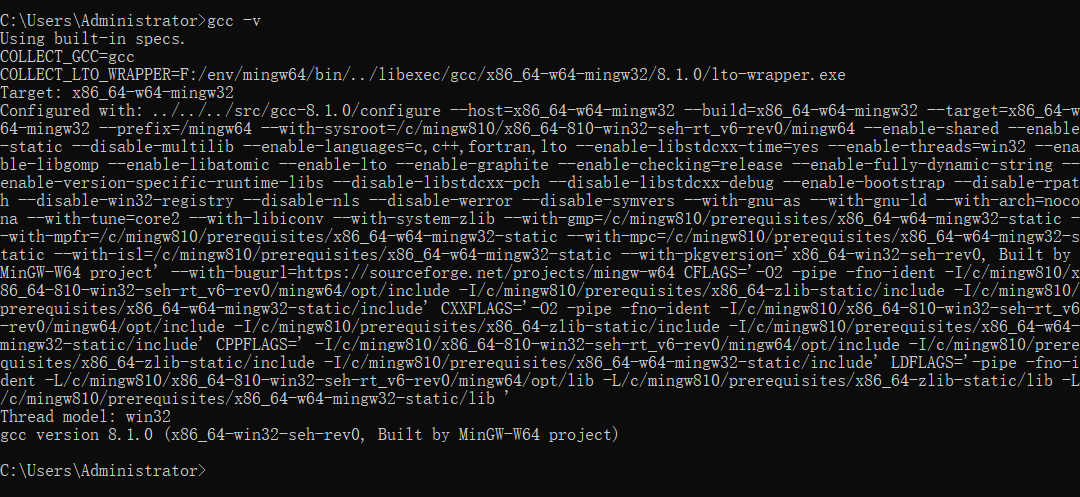 C:\Users\Administrator>gcc -v
Using built-in specs.
COLLECT_GCC=gcc
COLLECT_LTO_WRAPPER=F:/env/mingw64/bin/../libexec/gcc/x86_64-w64-mingw32/8.1.0/lto-wrapper.exe
Target: x86_64-w64-mingw32
Configured with: ../../../src/gcc-8.1.0/configure --host=x86_64-w64-mingw32 --build=x86_64-w64-mingw32 --target=x86_64-w
64-mingw32 --prefix=/mingw64 --with-sysroot=/c/mingw810/x86_64-810-win32-seh-rt_v6-rev0/mingw64 --enable-shared --enable
-static --disable-multilib --enable-languages=c,c++,fortran,lto --enable-libstdcxx-time=yes --enable-threads=win32 --ena
ble-libgomp --enable-libatomic --enable-lto --enable-graphite --enable-checking=release --enable-fully-dynamic-string --
enable-version-specific-runtime-libs --disable-libstdcxx-pch --disable-libstdcxx-debug --enable-bootstrap --disable-rpat
h --disable-win32-registry --disable-nls --disable-werror --disable-symvers --with-gnu-as --with-gnu-ld --with-arch=noco
na --with-tune=core2 --with-libiconv --with-system-zlib --with-gmp=/c/mingw810/prerequisites/x86_64-w64-mingw32-static -
-with-mpfr=/c/mingw810/prerequisites/x86_64-w64-mingw32-static --with-mpc=/c/mingw810/prerequisites/x86_64-w64-mingw32-s
tatic --with-isl=/c/mingw810/prerequisites/x86_64-w64-mingw32-static --with-pkgversion='x86_64-win32-seh-rev0, Built by
MinGW-W64 project' --with-bugurl=https://sourceforge.net/projects/mingw-w64 CFLAGS='-O2 -pipe -fno-ident -I/c/mingw810/x
86_64-810-win32-seh-rt_v6-rev0/mingw64/opt/include -I/c/mingw810/prerequisites/x86_64-zlib-static/include -I/c/mingw810/
prerequisites/x86_64-w64-mingw32-static/include' CXXFLAGS='-O2 -pipe -fno-ident -I/c/mingw810/x86_64-810-win32-seh-rt_v6
-rev0/mingw64/opt/include -I/c/mingw810/prerequisites/x86_64-zlib-static/include -I/c/mingw810/prerequisites/x86_64-w64-
mingw32-static/include' CPPFLAGS=' -I/c/mingw810/x86_64-810-win32-seh-rt_v6-rev0/mingw64/opt/include -I/c/mingw810/prere
quisites/x86_64-zlib-static/include -I/c/mingw810/prerequisites/x86_64-w64-mingw32-static/include' LDFLAGS='-pipe -fno-i
dent -L/c/mingw810/x86_64-810-win32-seh-rt_v6-rev0/mingw64/opt/lib -L/c/mingw810/prerequisites/x86_64-zlib-static/lib -L
/c/mingw810/prerequisites/x86_64-w64-mingw32-static/lib '
Thread model: win32
gcc version 8.1.0 (x86_64-win32-seh-rev0, Built by MinGW-W64 project)
C:\Users\Administrator>